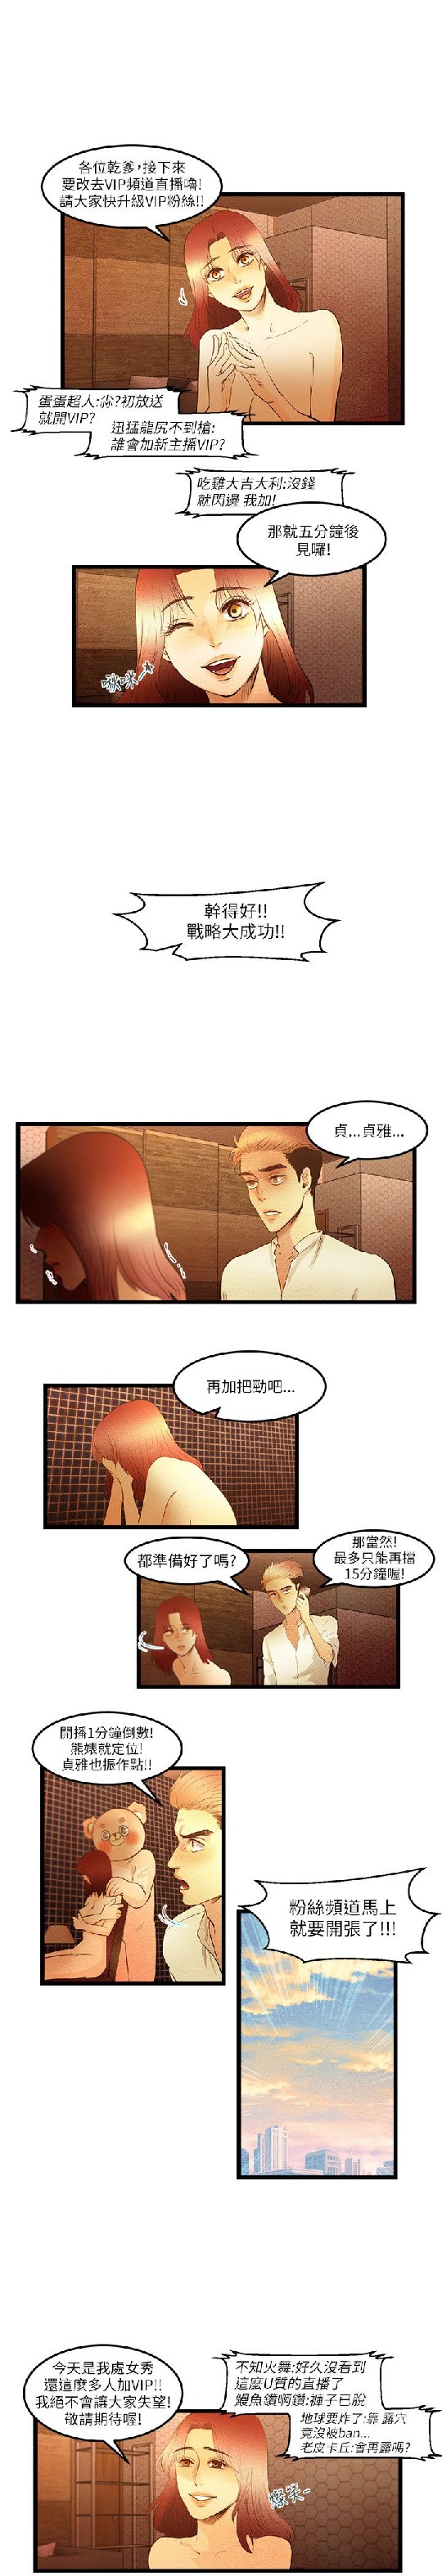 各位乾爹，接下來
要改去VIP頻道直播嚕!
請大家快升級VIP粉絲!!
蛋蛋超人:尛?初放送
就開VIP?
迅猛龍尻不到槍:
誰會加新主播VIP?
吃雞大吉大利:沒錢
就閃邊 我加!
那就五分鐘後
見囉!
啾咪
幹得好!!
戰略大成功!!
貞...貞雅...
再加把勁吧...
都準備好了嗎?
那當然!
最多只能再擋
15分鐘喔!
開播1分鐘倒數!
熊婊就定位!
貞雅也振作點!!
粉絲頻道馬上
就要開張了!!!
今天是我處女秀
還這麼多人加VIP!!
我絕不會讓大家失望!
敬請期待喔!
不知火舞:好久沒看到
這麼U質的直播了
鰻魚鑽啊鑽:褲子已脫
地球要炸了:靠 露穴
竟沒被ban...
老皮卡丘:會再露嗎?
燦笑~